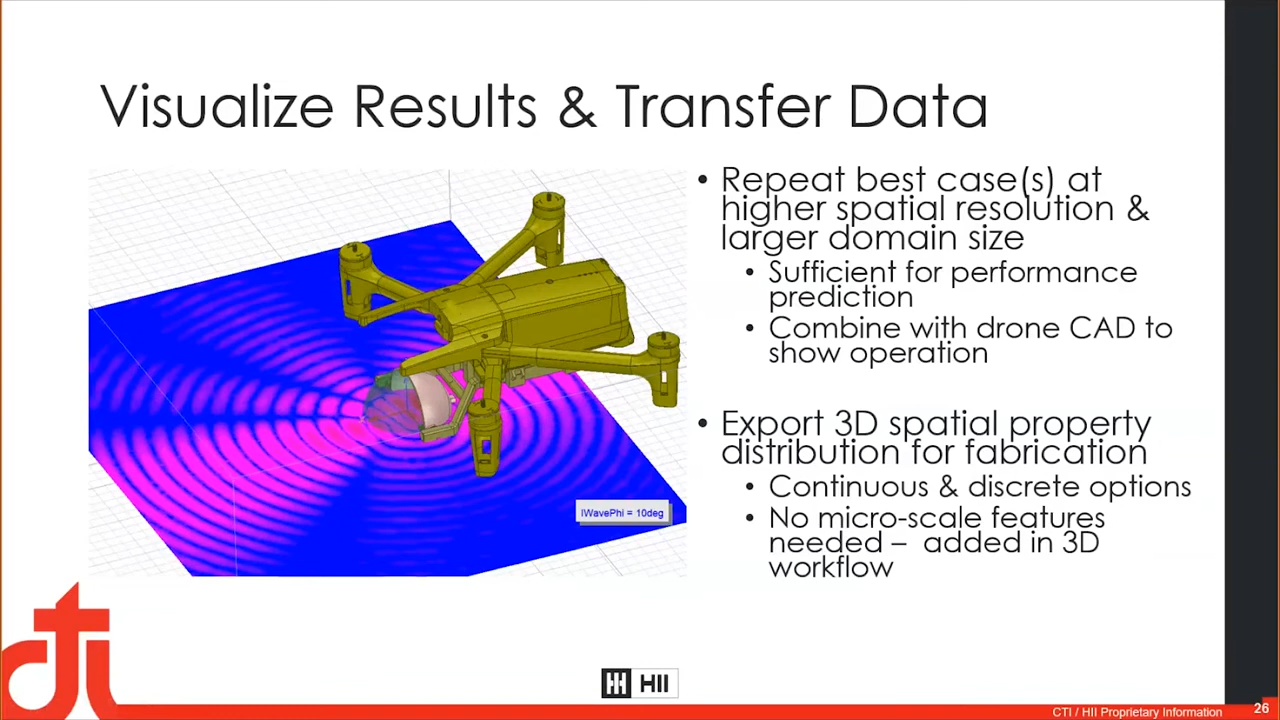 Visualize Results & Transfer Data
• Repeat best case(s) at
higher spatial resolution &
larger domain size
• Sufficient for performance
prediction
• Combine with drone CAD to
show operation
• Export 3D spatial property
distribution for fabrication
• Continuous & discrete options
• No micro-scale features
needed – added in 3D
workflow
IWavePhi = 10deg
cti
HII
CTI / HII Proprietary Information
26